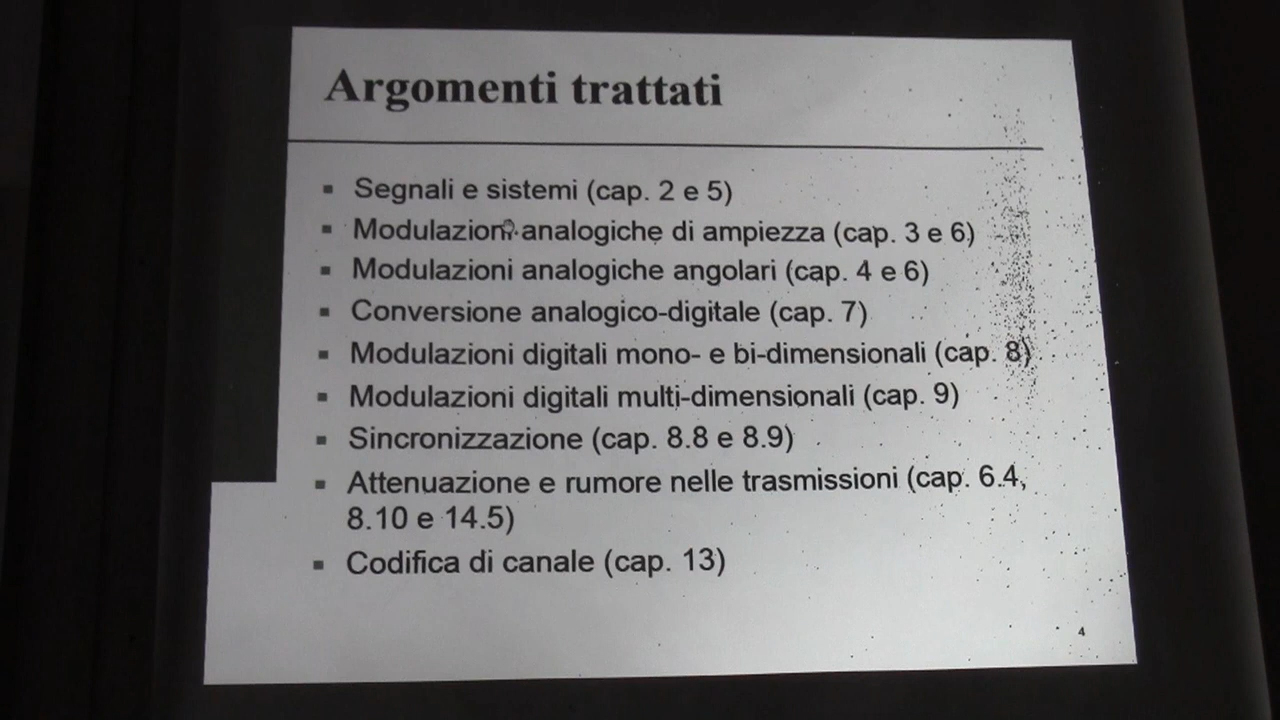 Argomenti trattati
▪ Segnali e sistemi (cap. 2 e 5)
▪ Modulazioni analogiche di ampiezza (cap. 3 e 6)
▪ Modulazioni analogiche angolari (cap. 4 e 6)
▪ Conversione analogico-digitale (cap. 7)
▪ Modulazioni digitali mono- e bi-dimensionali (cap. 8)
▪ Modulazioni digitali multi-dimensionali (cap. 9)
▪ Sincronizzazione (cap. 8.8 e 8.9)
▪ Attenuazione e rumore nelle trasmissioni (cap. 6.4,
8.10 e 14.5)
▪ Codifica di canale (cap. 13)
4